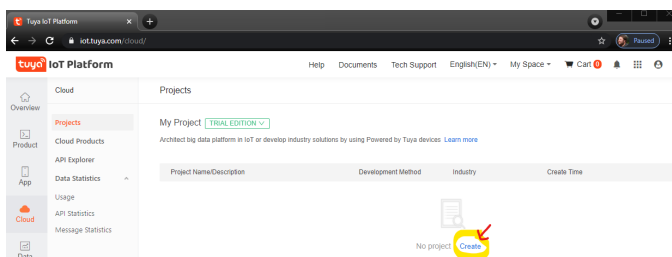 Tuya IoT Platform
iot.tuya.com/cloud/
Paused
tuya IoT Platform
Help Documents Tech Support English(EN) My Space Cart 0
Overview
Product
App
Cloud
Data
Cloud
Projects
Cloud Products
API Explorer
Data Statistics
Usage
API Statistics
Message Statistics
Projects
My Project TRIAL EDITION
Architect big data platform in IoT or develop industry solutions by using Powered by Tuya devices Learn more
Project Name/Description Development Method Industry Create Time
No project Create